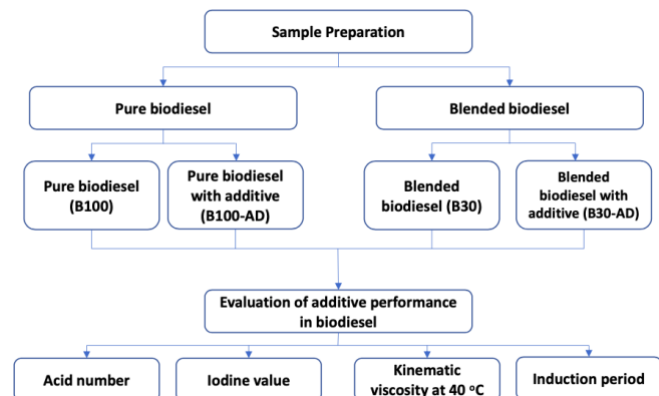 Sample Preparation
Pure biodiesel
Blended biodiesel
Pure biodiesel
(B100)
Pure biodiesel
with additive
(B100-AD)
Blended
biodiesel (B30)
Blended
biodiesel with
additive (B30-AD)
Evaluation of additive performance
in biodiesel
Acid number
Iodine value
Kinematic
viscosity at 40 °C
Induction period